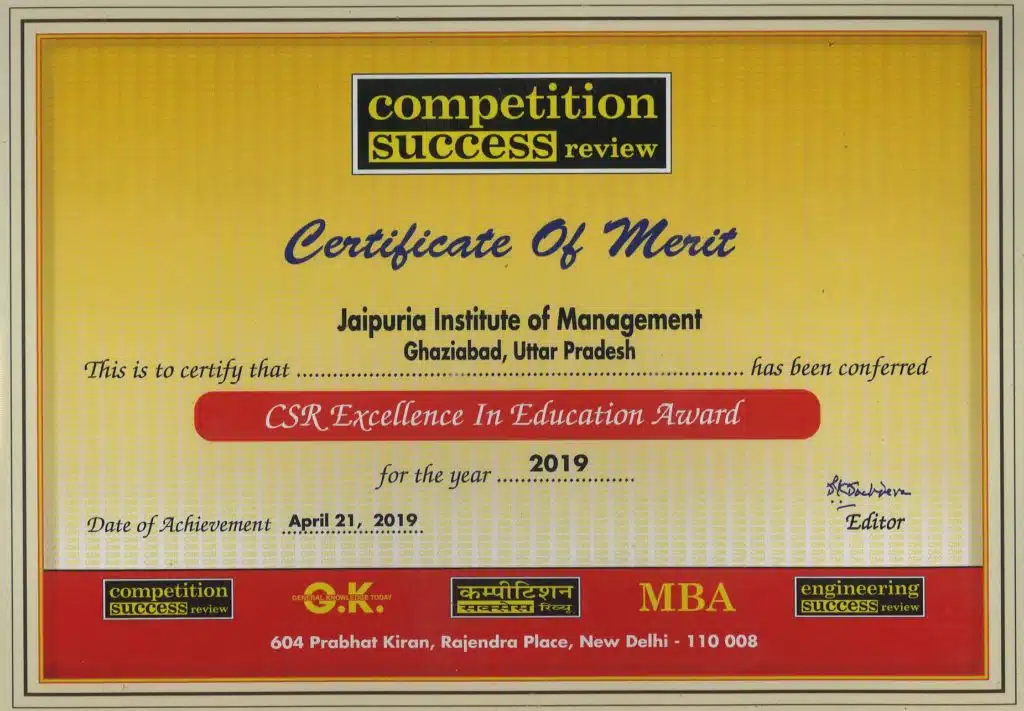 competition
success review
Certificate Of Merit
Jaipuria Institute of Management
Ghaziabad, Uttar Pradesh
This is to certify that ........................ has been conferred
CSR Excellence In Education Award
for the year 2019
Date of Achievement April 21, 2019
Editor
competition
success review
GENERAL KNOWLEDGE TODAY
G.K.
कम्पीटिशन
सक्सेस रिव्यू
MBA
engineering
success review
604 Prabhat Kiran, Rajendra Place, New Delhi - 110 008